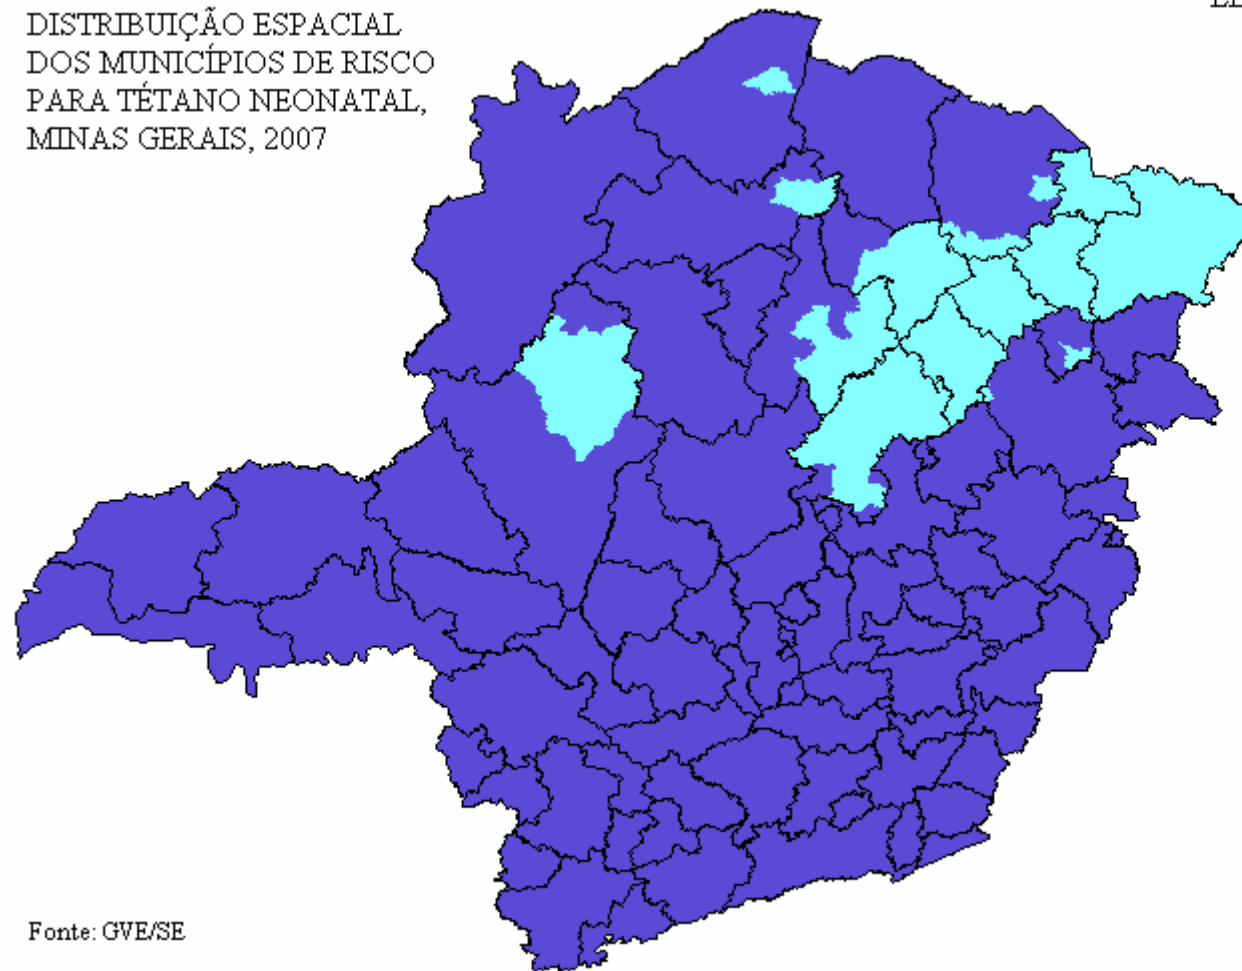 DISTRIBUIÇÃO ESPACIAL
DOS MUNICÍPIOS DE RISCO
PARA TÉTANO NEONATAL,
MINAS GERAIS, 2007
Fonte: GVE/SE